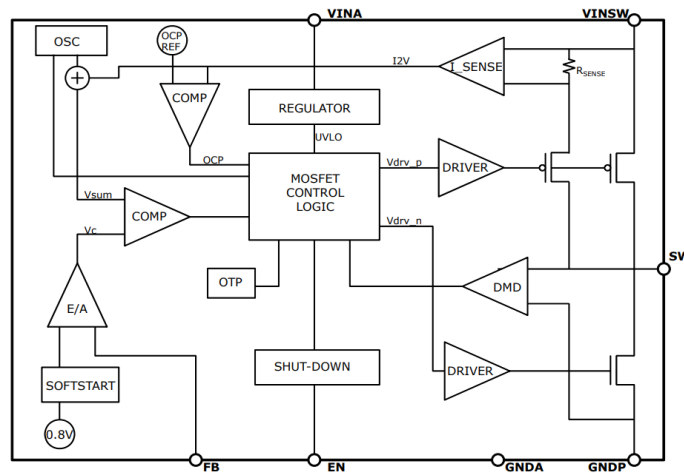 VINA
VINSW
OSC
OCP
REF
I2V
I_SENSE
RSENSE
COMP
REGULATOR
UVLO
OCP
MOSFET
CONTROL
LOGIC
Vdrv_p
DRIVER
Vsum
COMP
Vc
Vdrv_n
SW
OTP
DMD
E/A
SHUT-DOWN
DRIVER
SOFTSTART
0.8V
FB
EN
GNDA
GNDP